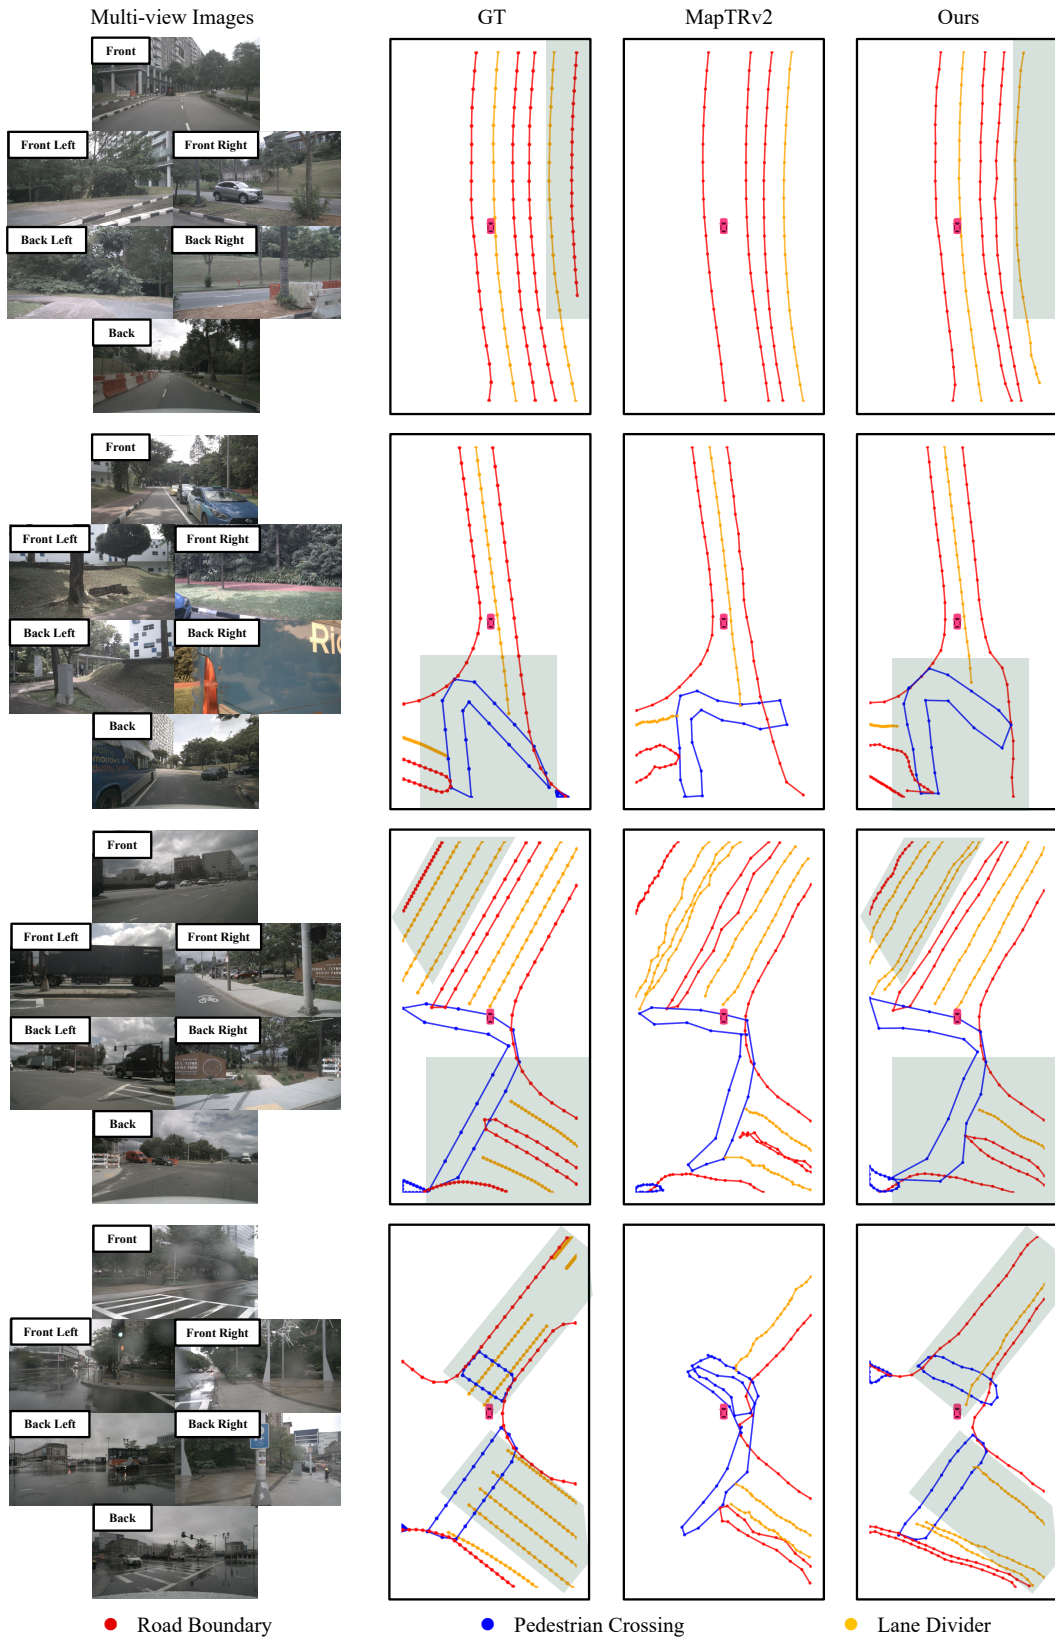 Multi-view Images GT MapTRv2 Ours
Front
Front Left Front Right
Back Left Back Right
Back
Front
Front Left Front Right
Back Left Back Right
Ri
Back
Front
Front Left Front Right
Back Left Back Right
Back
Front
Front Left Front Right
Back Left Back Right
Back
Road Boundary Pedestrian Crossing Lane Divider